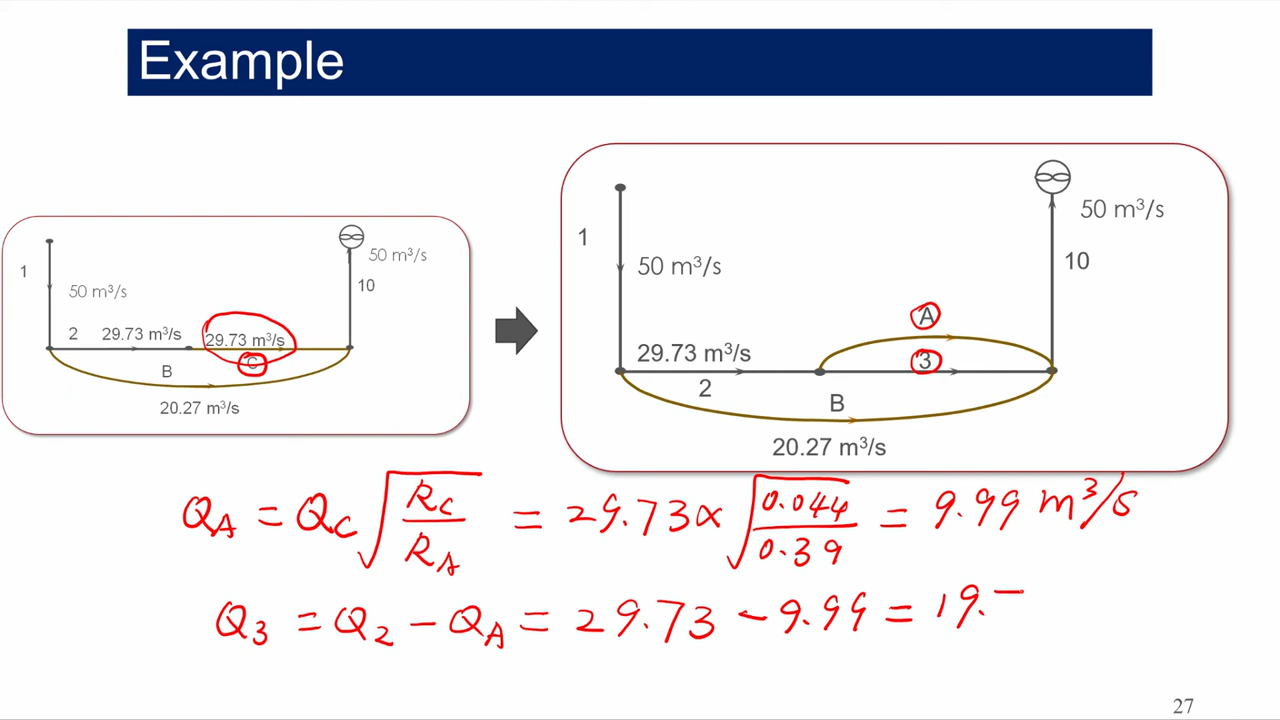 Example
1
50 m³/s
2
29.73 m³/s
29.73 m³/s
C
B
20.27 m³/s
50 m³/s
10
1
50 m³/s
29.73 m³/s
2
A
3
B
20.27 m³/s
50 m³/s
10
Q_A = Q_C √(R_C / R_A) = 29.73 × √(0.044 / 0.39) = 9.99 m³/s
Q_3 = Q_2 − Q_A = 29.73 − 9.99 = 19.
27